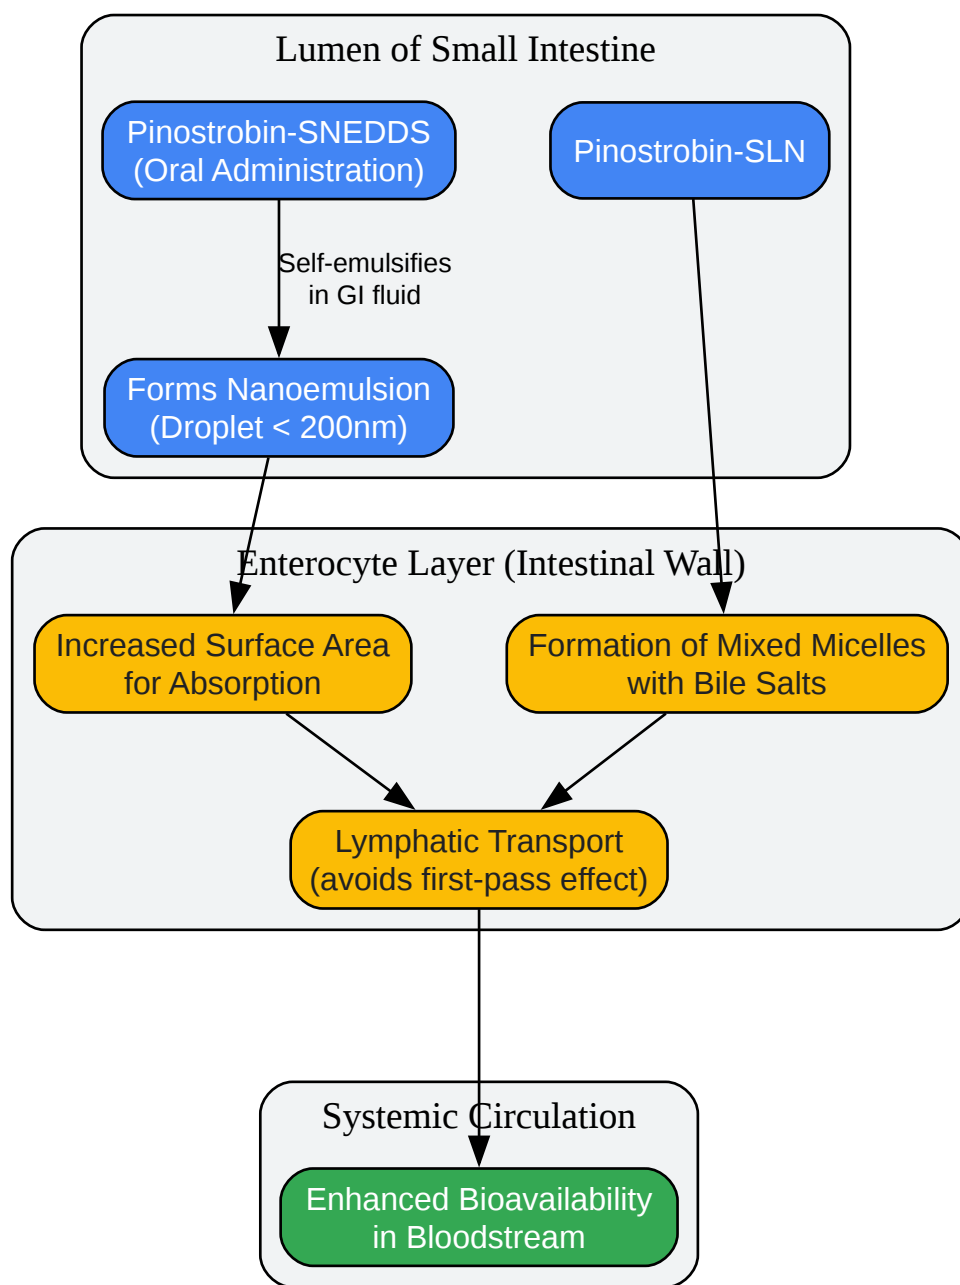 Lumen of Small Intestine
Pinostrobin-SNEDDS
(Oral Administration)
Pinostrobin-SLN
Self-emulsifies
in GI fluid
Forms Nanoemulsion
(Droplet < 200nm)
Enterocyte Layer (Intestinal Wall)
Increased Surface Area
for Absorption
Formation of Mixed Micelles
with Bile Salts
Lymphatic Transport
(avoids first-pass effect)
Systemic Circulation
Enhanced Bioavailability
in Bloodstream